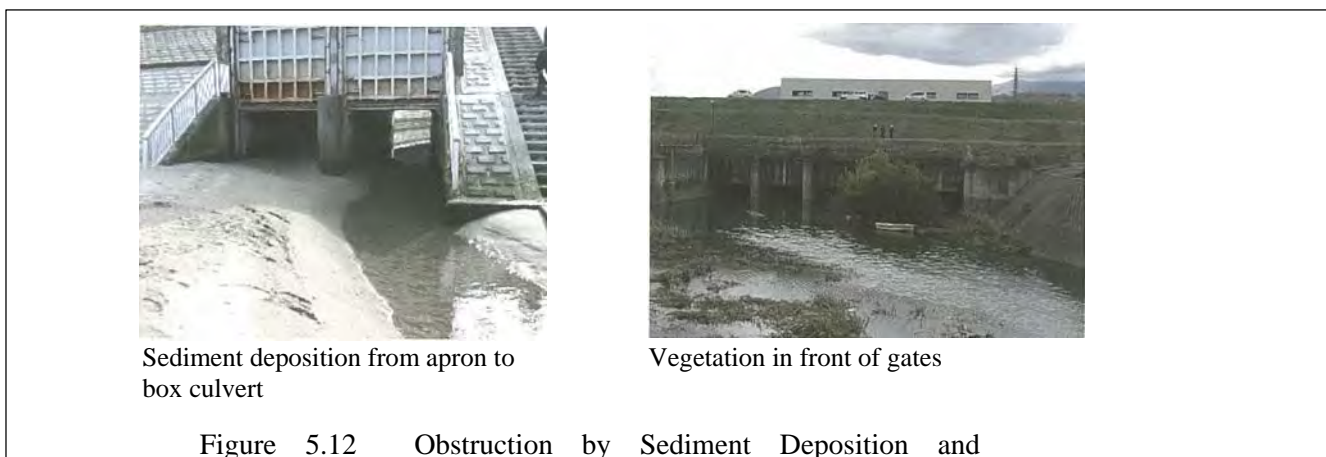 Sediment deposition from apron to
box culvert
Vegetation in front of gates
Figure 5.12 Obstruction by Sediment Deposition and